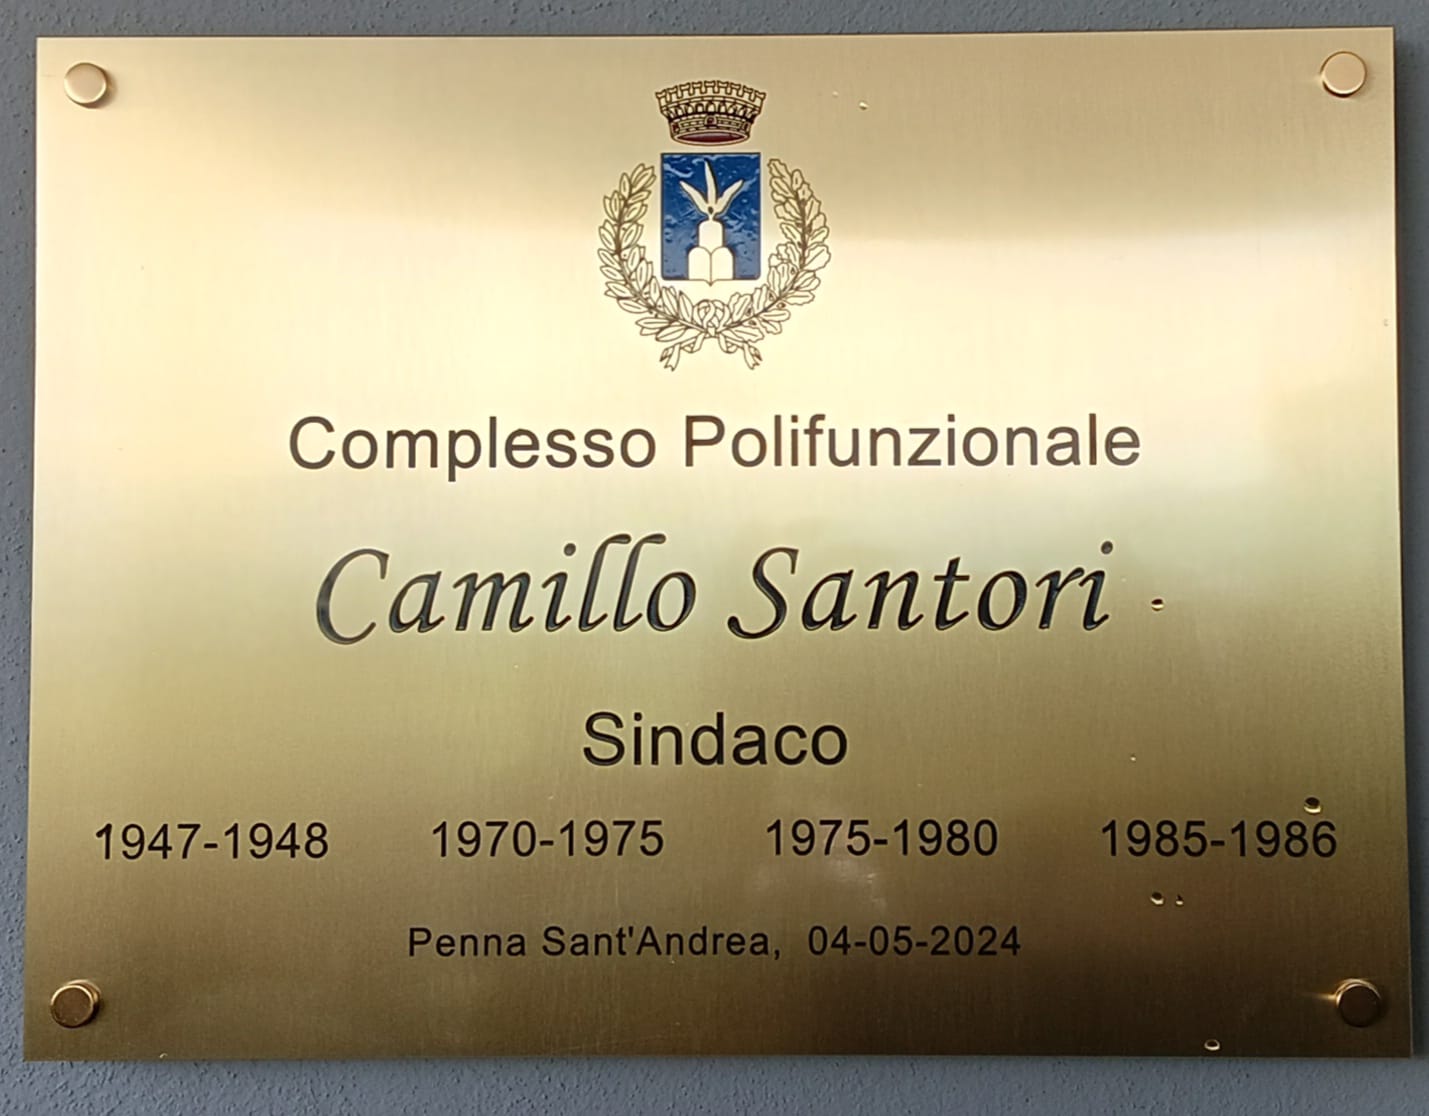 Complesso Polifunzionale
Camillo Santori
Sindaco
1947-1948 1970-1975 1975-1980 1985-1986
Penna Sant'Andrea, 04-05-2024